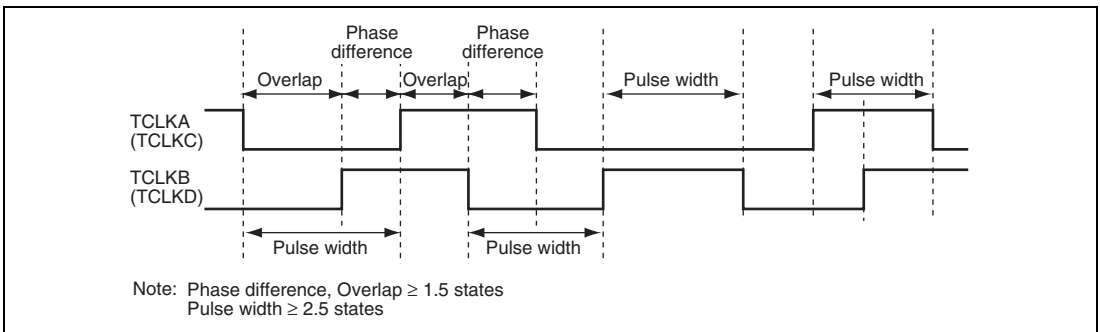 Phase
difference
Phase
difference
Overlap
Overlap
Pulse width
Pulse width
TCLKA
(TCLKC)
TCLKB
(TCLKD)
Pulse width
Pulse width
Note: Phase difference, Overlap ≥ 1.5 states
Pulse width ≥ 2.5 states